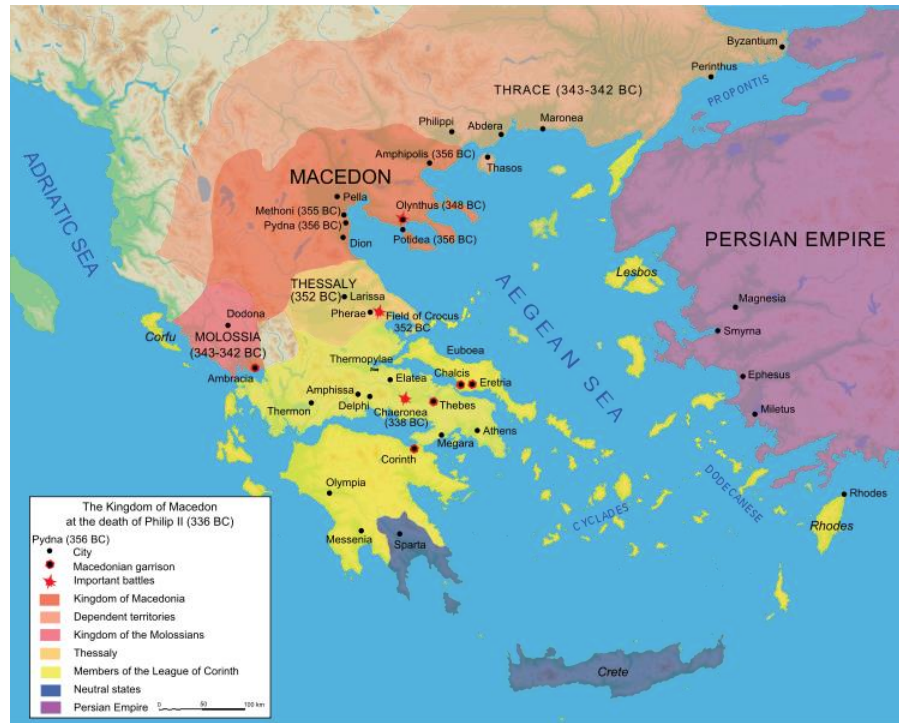 Byzantium
Perinthus
PROPONTIS
THRACE (343-342 BC)
Philippi
Abdera
Maronea
Amphipolis (356 BC)
Thasos
ADRIATIC SEA
MACEDON
Pella
Methoni (355 BC)
Olynthus (348 BC)
Pydna (356 BC)
Potidea (356 BC)
Dion
PERSIAN EMPIRE
AEGEAN SEA
Lesbos
THESSALY
(352 BC)
Larissa
Pherae
Field of Crocus
352 BC
Magnesia
Smyrna
Dodona
Corfu
MOLOSSIA
(343-342 BC)
Ambracia
Thermopylae
Euboea
Elatea
Chalcis
Eretria
Ephesus
Amphissa
Delphi
Thermon
Chaeronea
(338 BC)
Thebes
Miletus
Athens
Megara
Corinth
Olympia
DODECANESE
CYCLADES
Rhodes
Rhodes
Messenia
Sparta
Crete
The Kingdom of Macedon
at the death of Philip II (336 BC)
Pydna (356 BC)
City
Macedonian garrison
Important battles
Kingdom of Macedonia
Dependent territories
Kingdom of the Molossians
Thessaly
Members of the League of Corinth
Neutral states
Persian Empire
0 50 100 km